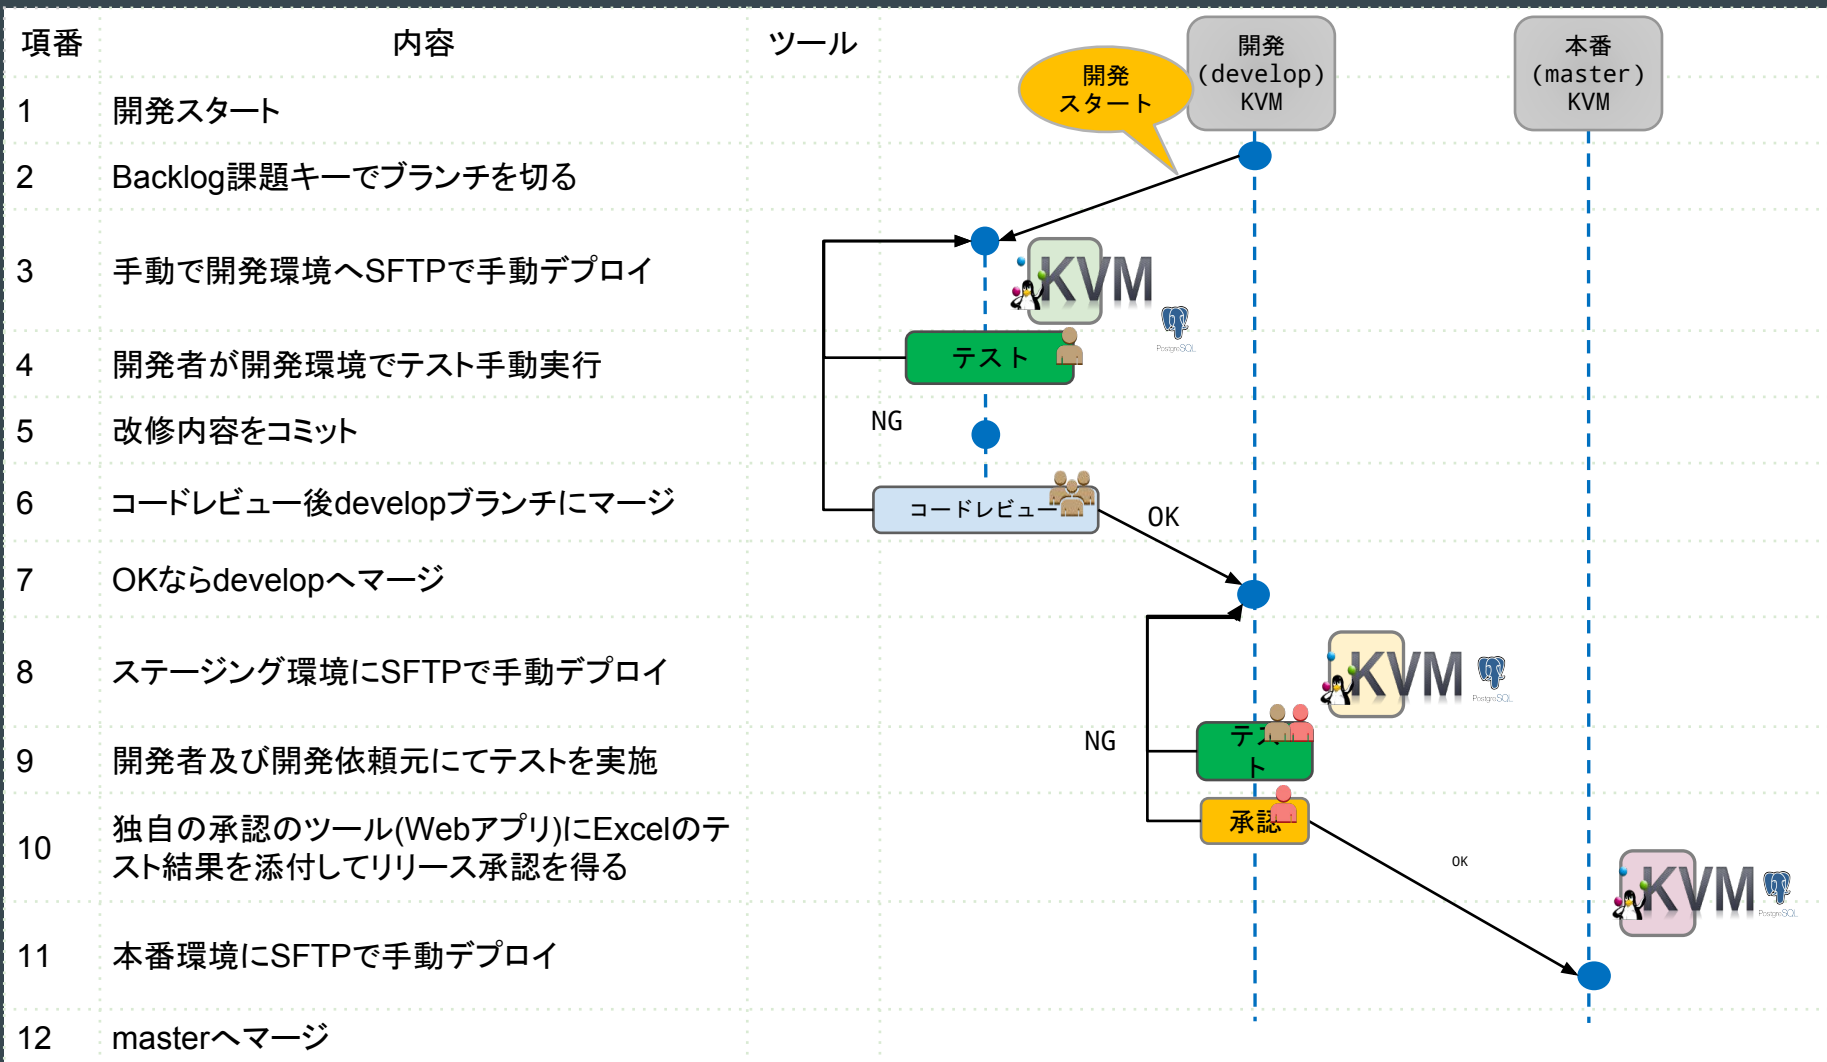 項番
内容
ツール
開発
(develop)
KVM
本番
(master)
KVM
開発
スタート
1
開発スタート
2
Backlog課題キーでブランチを切る
3
手動で開発環境へSFTPで手動デプロイ
KVM
PostgreSQL
4
開発者が開発環境でテスト手動実行
テスト
5
改修内容をコミット
NG
6
コードレビュー後developブランチにマージ
コードレビュー
OK
7
OKならdevelopへマージ
8
ステージング環境にSFTPで手動デプロイ
KVM
PostgreSQL
9
開発者及び開発依頼元にてテストを実施
NG
テス
ト
10
独自の承認のツール(Webアプリ)にExcelのテ
スト結果を添付してリリース承認を得る
承認
OK
KVM
PostgreSQL
11
本番環境にSFTPで手動デプロイ
12
masterへマージ